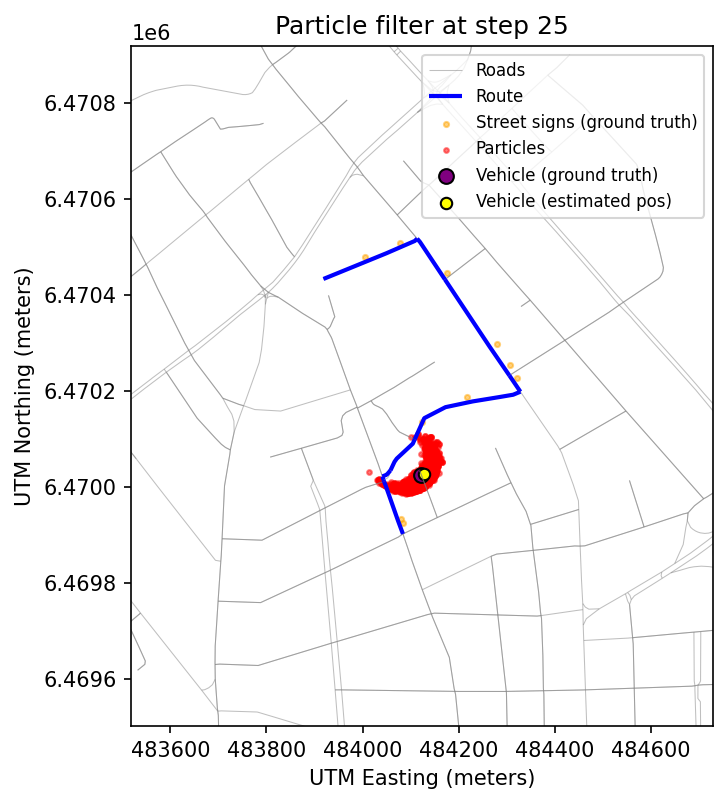 Particle filter at step 25
1e6
Roads
Route
Street signs (ground truth)
Particles
Vehicle (ground truth)
Vehicle (estimated pos)
6.4708
6.4706
6.4704
6.4702
6.4700
6.4698
6.4696
UTM Northing (meters)
483600 483800 484000 484200 484400 484600
UTM Easting (meters)